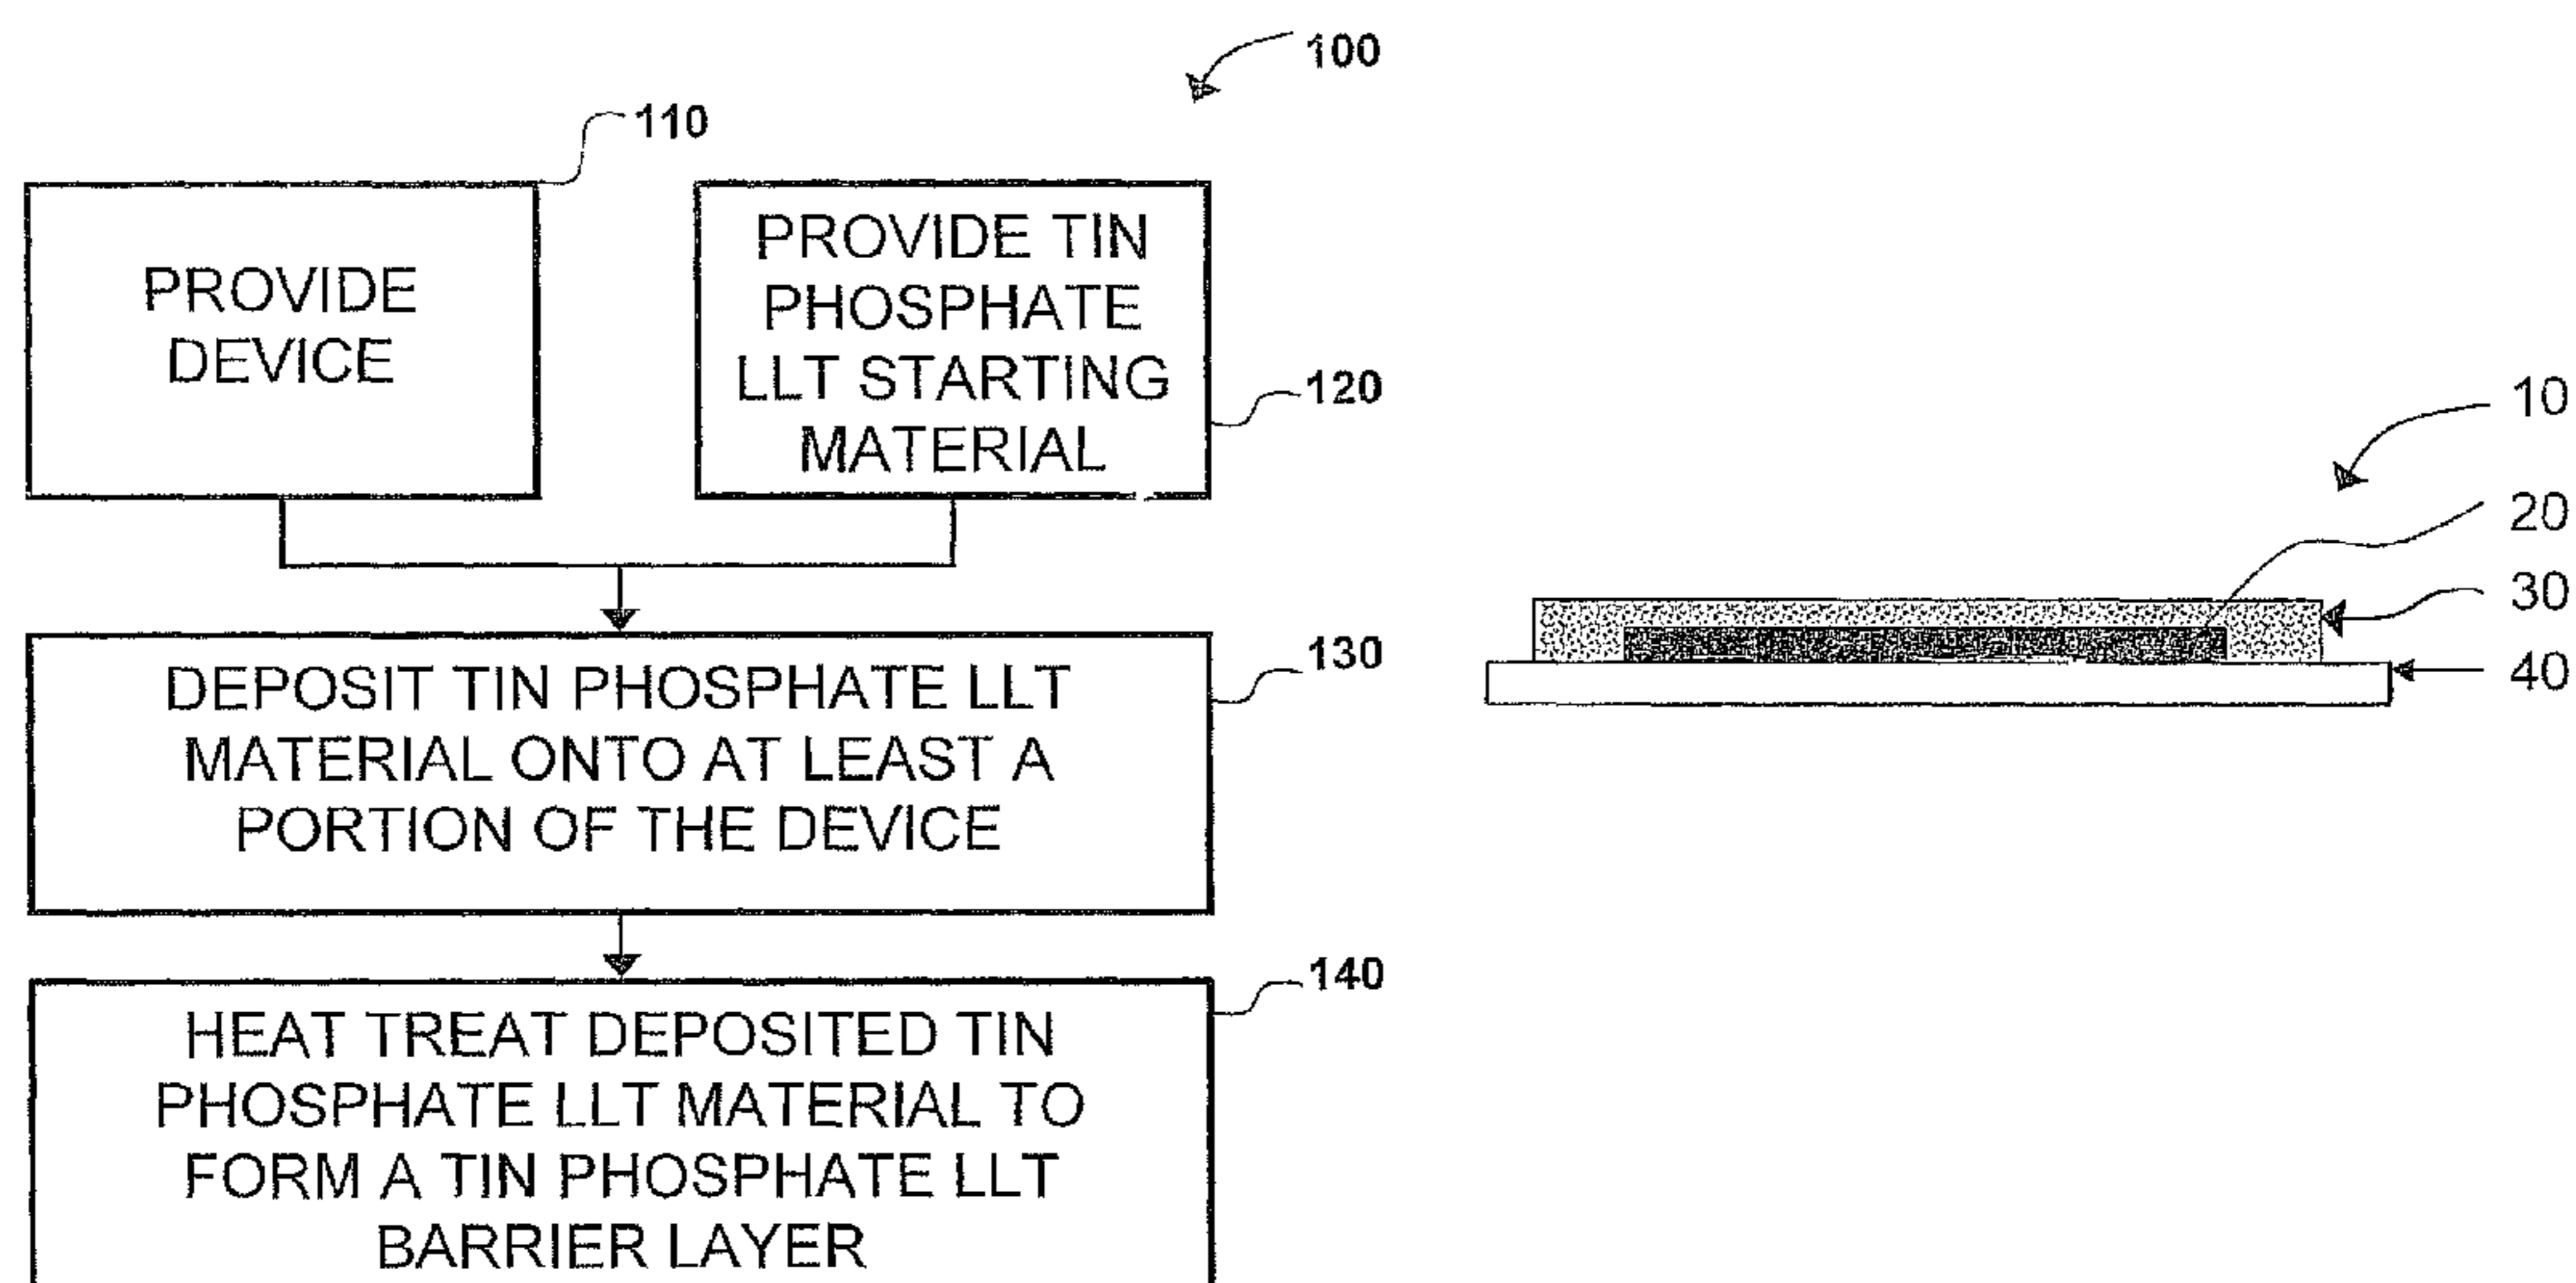 100
110
PROVIDE
DEVICE
PROVIDE TIN
PHOSPHATE
LLT STARTING
MATERIAL
120
DEPOSIT TIN PHOSPHATE LLT
MATERIAL ONTO AT LEAST A
PORTION OF THE DEVICE
130
HEAT TREAT DEPOSITED TIN
PHOSPHATE LLT MATERIAL TO
FORM A TIN PHOSPHATE LLT
BARRIER LAYER
140
10
20
30
40